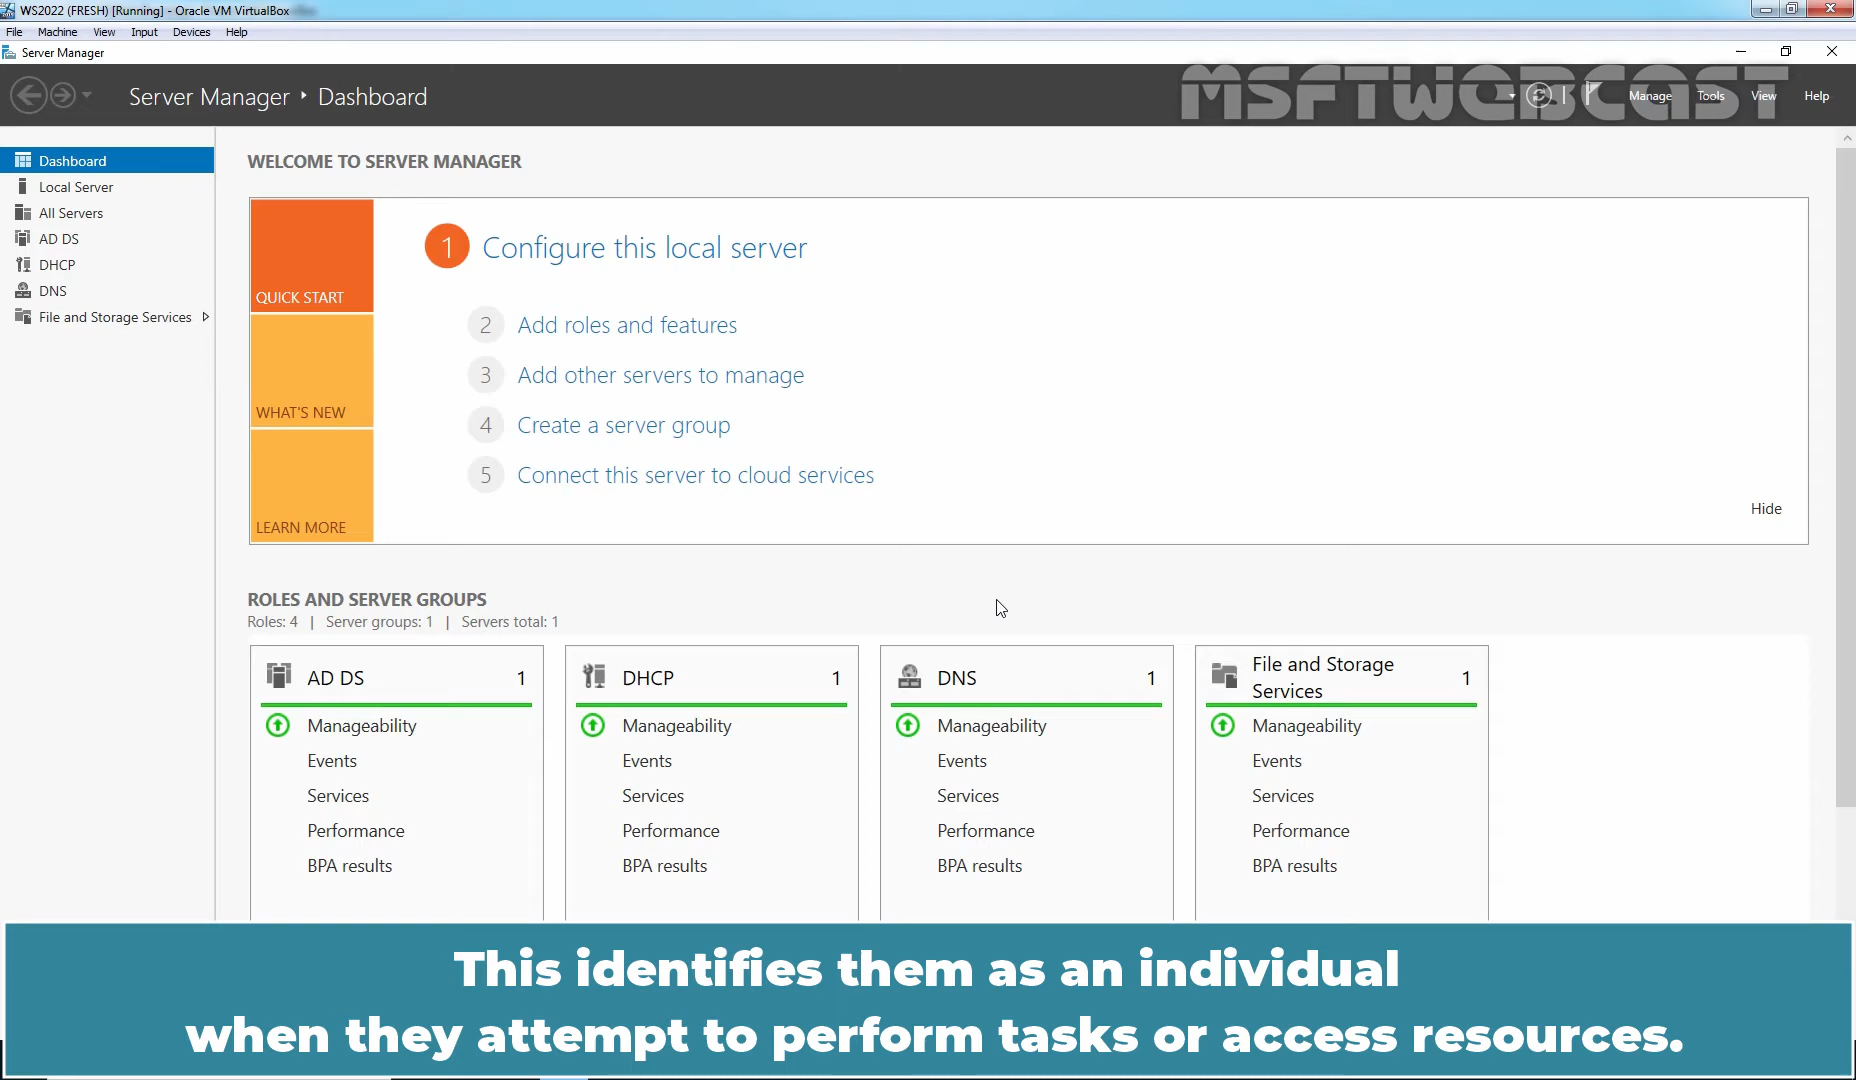 WS2022 (FRESH) [Running] - Oracle VM VirtualBox
File Machine View Input Devices Help
Server Manager
Server Manager ‣ Dashboard
MSFTWEBCAST
Manage Tools View Help
Dashboard
Local Server
All Servers
AD DS
DHCP
DNS
File and Storage Services
WELCOME TO SERVER MANAGER
QUICK START
WHAT'S NEW
LEARN MORE
1 Configure this local server
2 Add roles and features
3 Add other servers to manage
4 Create a server group
5 Connect this server to cloud services
Hide
ROLES AND SERVER GROUPS
Roles: 4 | Server groups: 1 | Servers total: 1
AD DS 1
Manageability
Events
Services
Performance
BPA results
DHCP 1
Manageability
Events
Services
Performance
BPA results
DNS 1
Manageability
Events
Services
Performance
BPA results
File and Storage
Services 1
Manageability
Events
Services
Performance
BPA results
This identifies them as an individual
when they attempt to perform tasks or access resources.